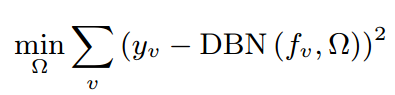 min_Ω ∑_v (y_v − DBN (f_v, Ω))²